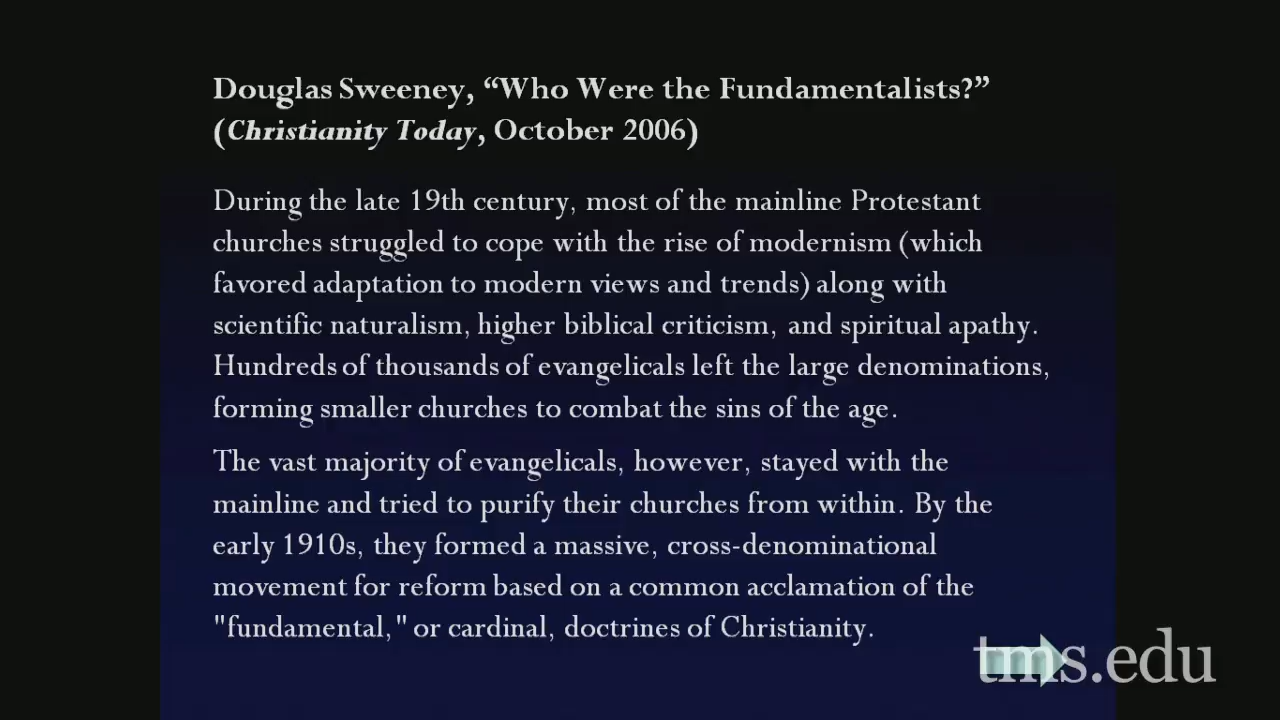 Douglas Sweeney, “Who Were the Fundamentalists?”
(Christianity Today, October 2006)
During the late 19th century, most of the mainline Protestant
churches struggled to cope with the rise of modernism (which
favored adaptation to modern views and trends) along with
scientific naturalism, higher biblical criticism, and spiritual apathy.
Hundreds of thousands of evangelicals left the large denominations,
forming smaller churches to combat the sins of the age.
The vast majority of evangelicals, however, stayed with the
mainline and tried to purify their churches from within. By the
early 1910s, they formed a massive, cross-denominational
movement for reform based on a common acclamation of the
"fundamental," or cardinal, doctrines of Christianity.
tms.edu